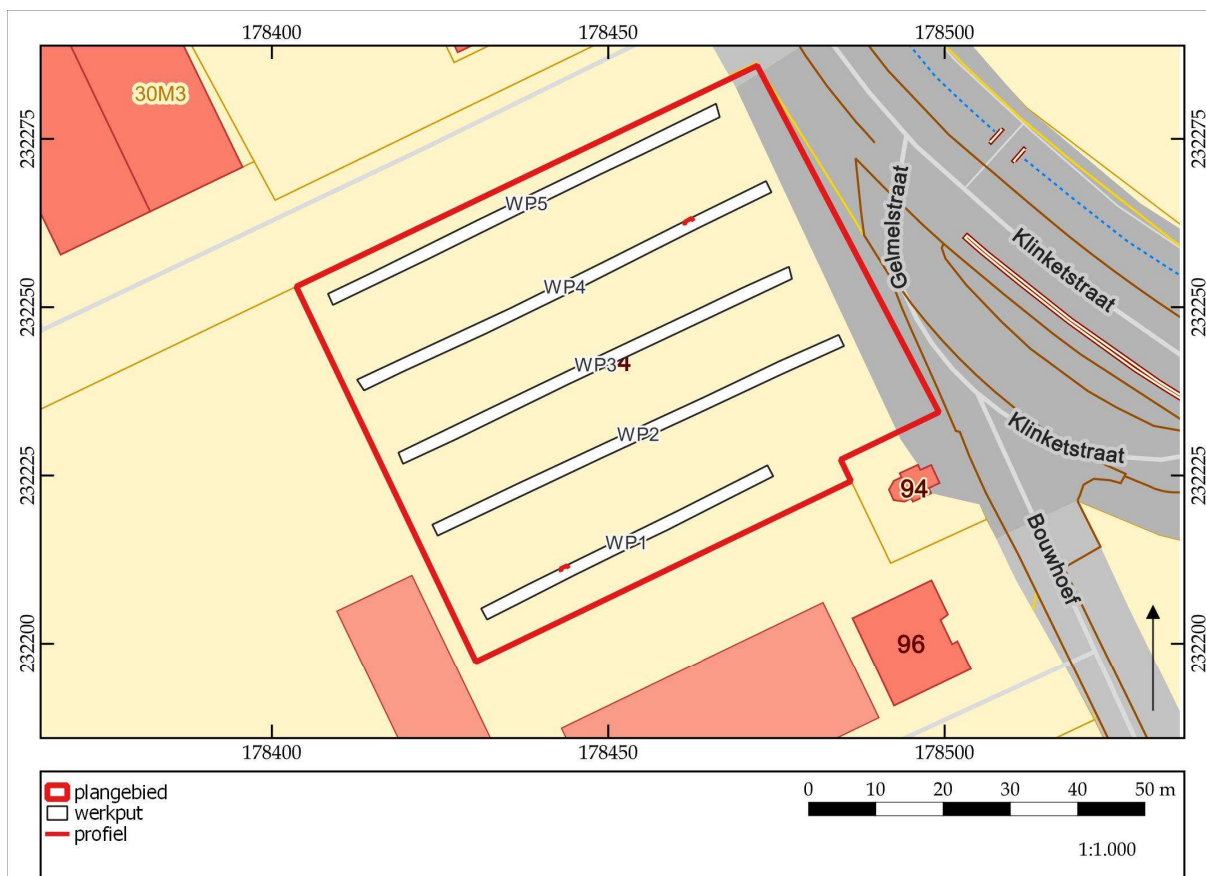 178400 178450 178500
30M3
232275 232275
WP5
Gelmelstraat
Klinketstraat
WP4
232250 232250
WP3
4
WP2
Klinketstraat
232225 232225
94
WP1
Bouwhoef
232200 232200
96
178400 178450 178500
plangebied
werkput
profiel
0 10 20 30 40 50 m
1:1.000